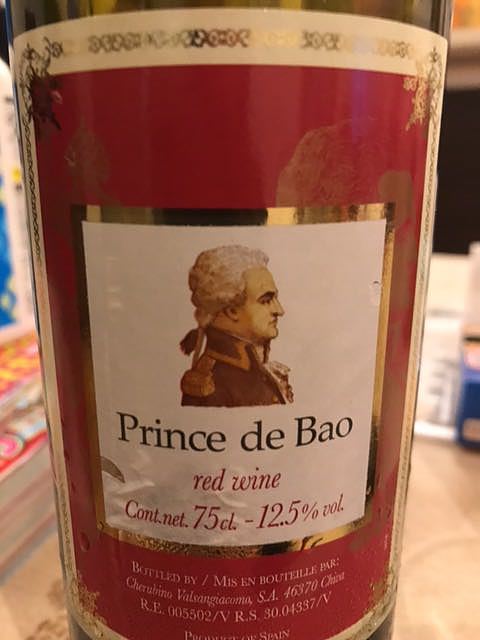 Prince de Bao
red wine
Cont.net. 75cl. - 12.5% vol.
BOTTLED BY / MIS EN BOUTEILLE PAR:
Cherubino Valsangiacomo, S.A. 46370 Chiva
R.E. 005502/V R.S. 30.04337/V
PRODUCE OF SPAIN